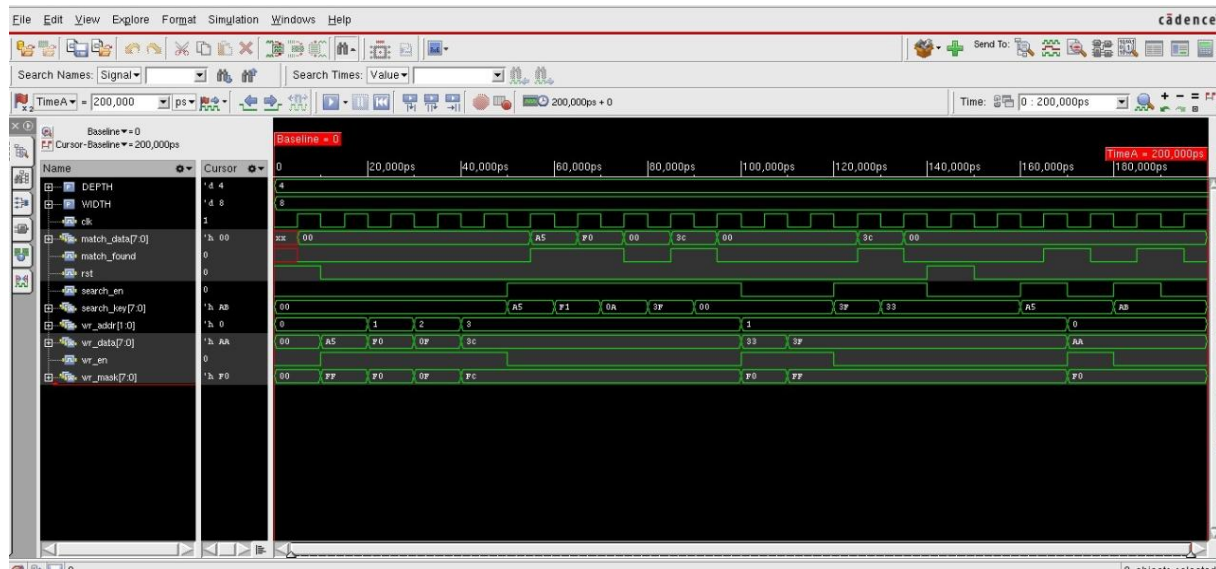 File Edit View Explore Format Simulation Windows Help
cādence
Send To:
Search Names: Signal
Search Times: Value
TimeA = 200,000 ps
200,000ps + 0
Time: 0 : 200,000ps
Baseline = 0
Cursor-Baseline = 200,000ps
Baseline = 0
TimeA = 200,000ps
Name Cursor 0 20,000ps 40,000ps 60,000ps 80,000ps 100,000ps 120,000ps 140,000ps 160,000ps 180,000ps
DEPTH 'd 4 4
WIDTH 'd 8 8
clk 1
match_data[7:0] 'h 00 xx 00 A5 F0 00 3c 00 3c 00
match_found 0
rst 0
search_en 0
search_key[7:0] 'h AB 00 A5 F1 0A 3F 00 3F 33 A5 AB
wr_addr[1:0] 'h 0 0 1 2 3 1 0
wr_data[7:0] 'h AA 00 A5 F0 0F 3c 33 3F AA
wr_en 0
wr_mask[7:0] 'h F0 00 FF F0 0F FC F0 FF F0